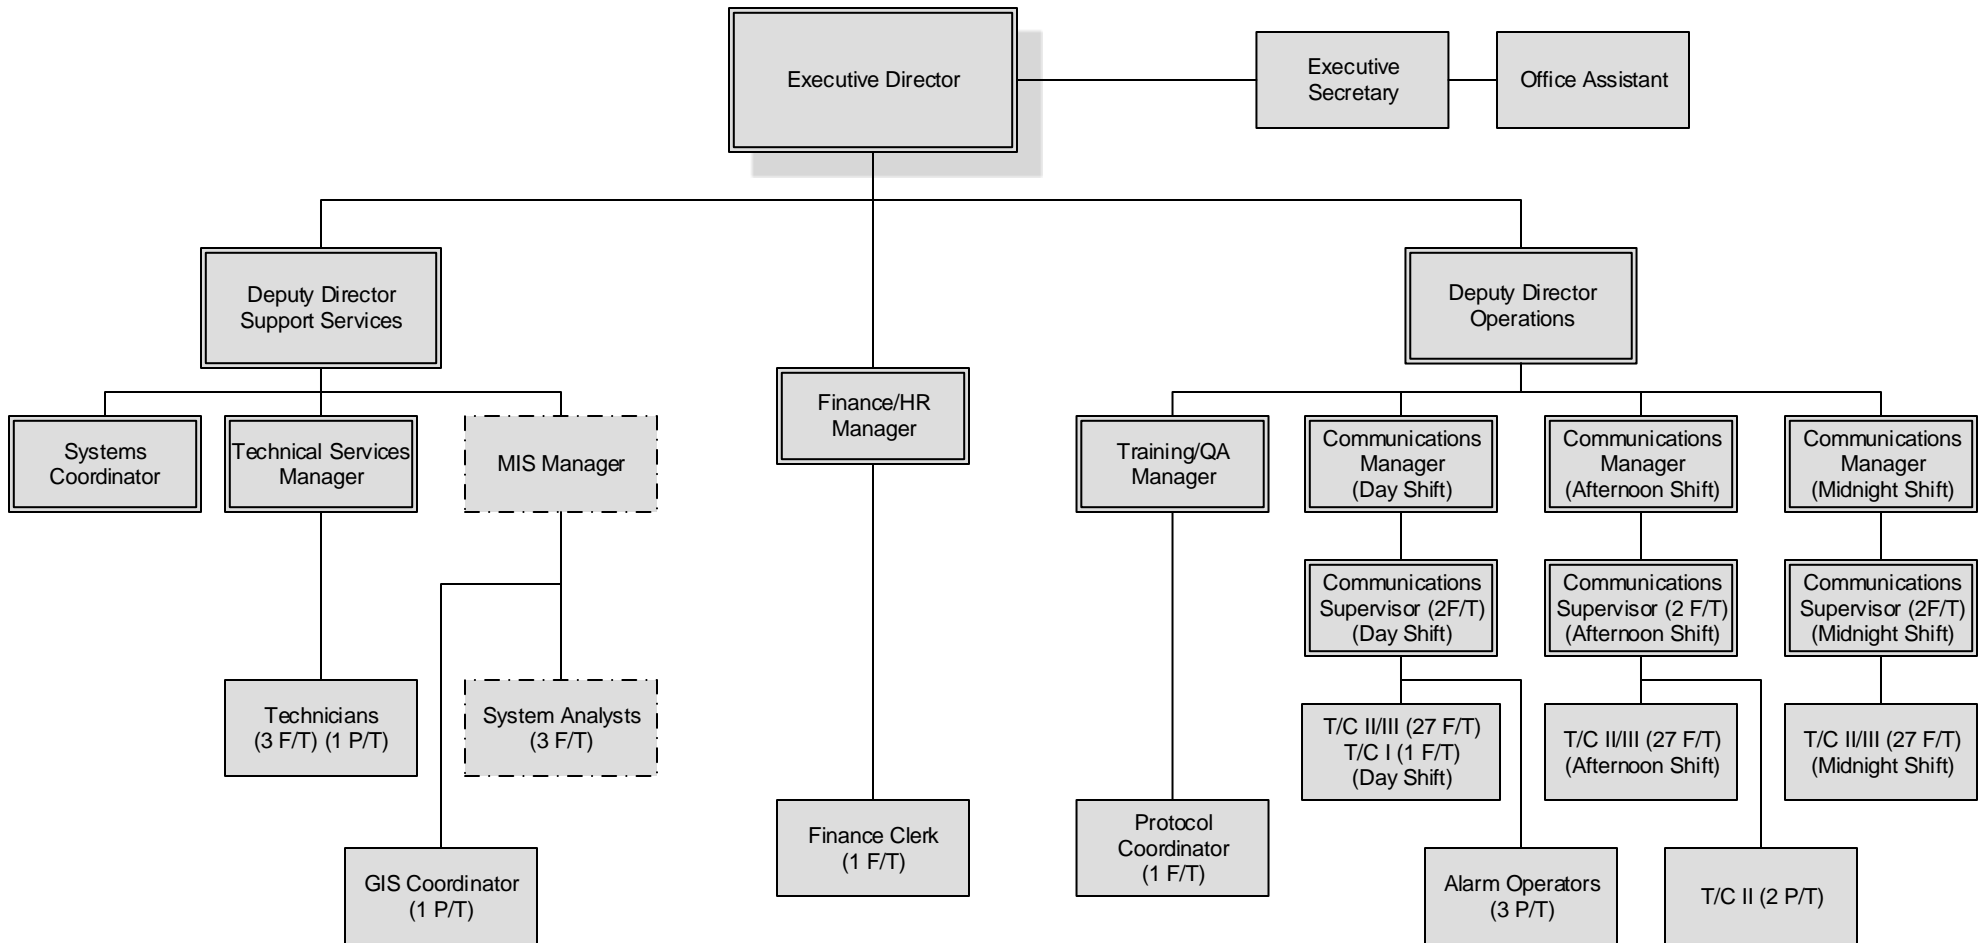 Executive Director
Executive
Secretary
Office Assistant
Deputy Director
Support Services
Deputy Director
Operations
Finance/HR
Manager
Systems
Coordinator
Technical Services
Manager
MIS Manager
Training/QA
Manager
Communications
Manager
(Day Shift)
Communications
Manager
(Afternoon Shift)
Communications
Manager
(Midnight Shift)
Communications
Supervisor (2F/T)
(Day Shift)
Communications
Supervisor (2 F/T)
(Afternoon Shift)
Communications
Supervisor (2F/T)
(Midnight Shift)
Technicians
(3 F/T) (1 P/T)
System Analysts
(3 F/T)
T/C II/III (27 F/T)
T/C I (1 F/T)
(Day Shift)
T/C II/III (27 F/T)
(Afternoon Shift)
T/C II/III (27 F/T)
(Midnight Shift)
Finance Clerk
(1 F/T)
Protocol
Coordinator
(1 F/T)
GIS Coordinator
(1 P/T)
Alarm Operators
(3 P/T)
T/C II (2 P/T)